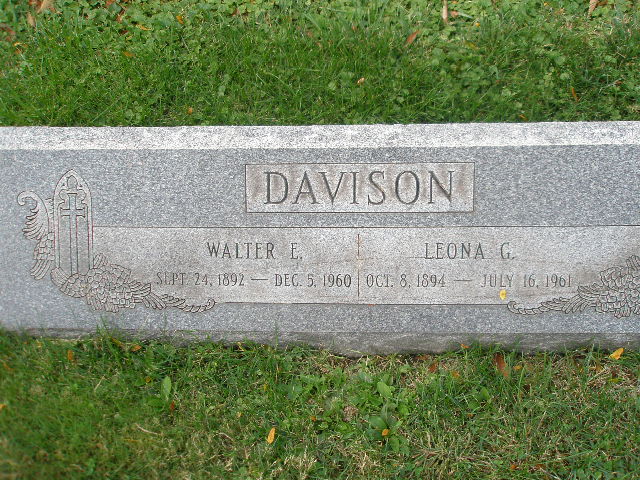 DAVISON
WALTER E.
SEPT. 24, 1892 — DEC. 5, 1960
LEONA G.
OCT. 8, 1894 — JULY 16, 1961